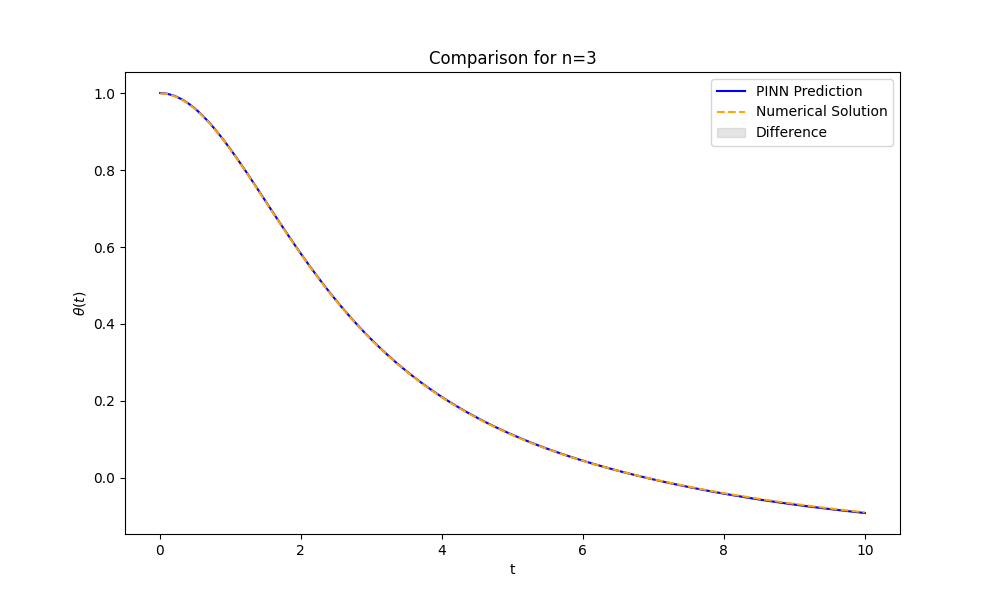 Comparison for n=3
PINN Prediction
Numerical Solution
Difference
1.0
0.8
0.6
0.4
0.2
0.0
θ(t)
0 2 4 6 8 10
t